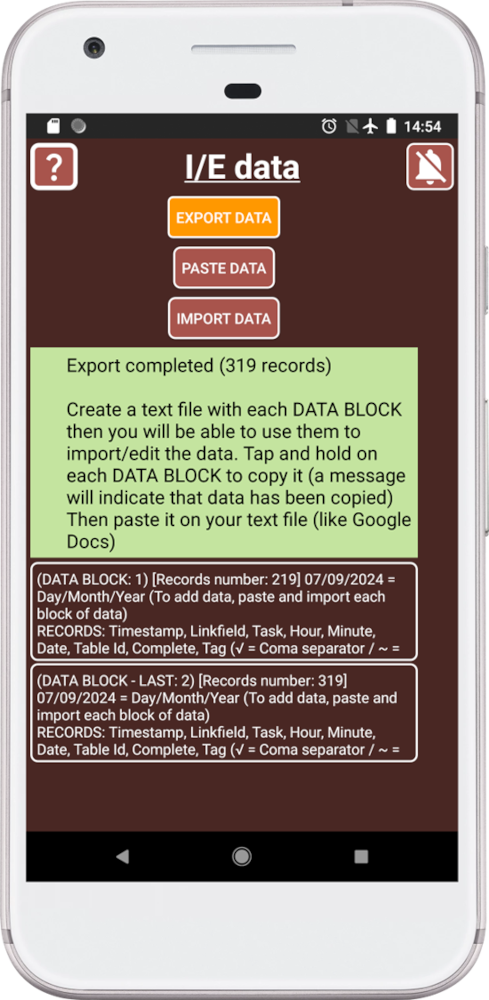 14:54
?
I/E data
EXPORT DATA
PASTE DATA
IMPORT DATA
Export completed (319 records)
Create a text file with each DATA BLOCK
then you will be able to use them to
import/edit the data. Tap and hold on
each DATA BLOCK to copy it (a message
will indicate that data has been copied)
Then paste it on your text file (like Google
Docs)
(DATA BLOCK: 1) [Records number: 219] 07/09/2024 =
Day/Month/Year (To add data, paste and import each
block of data)
RECORDS: Timestamp, Linkfield, Task, Hour, Minute,
Date, Table Id, Complete, Tag (√ = Coma separator / ~ =
(DATA BLOCK - LAST: 2) [Records number: 319]
07/09/2024 = Day/Month/Year (To add data, paste and
import each block of data)
RECORDS: Timestamp, Linkfield, Task, Hour, Minute,
Date, Table Id, Complete, Tag (√ = Coma separator / ~ =